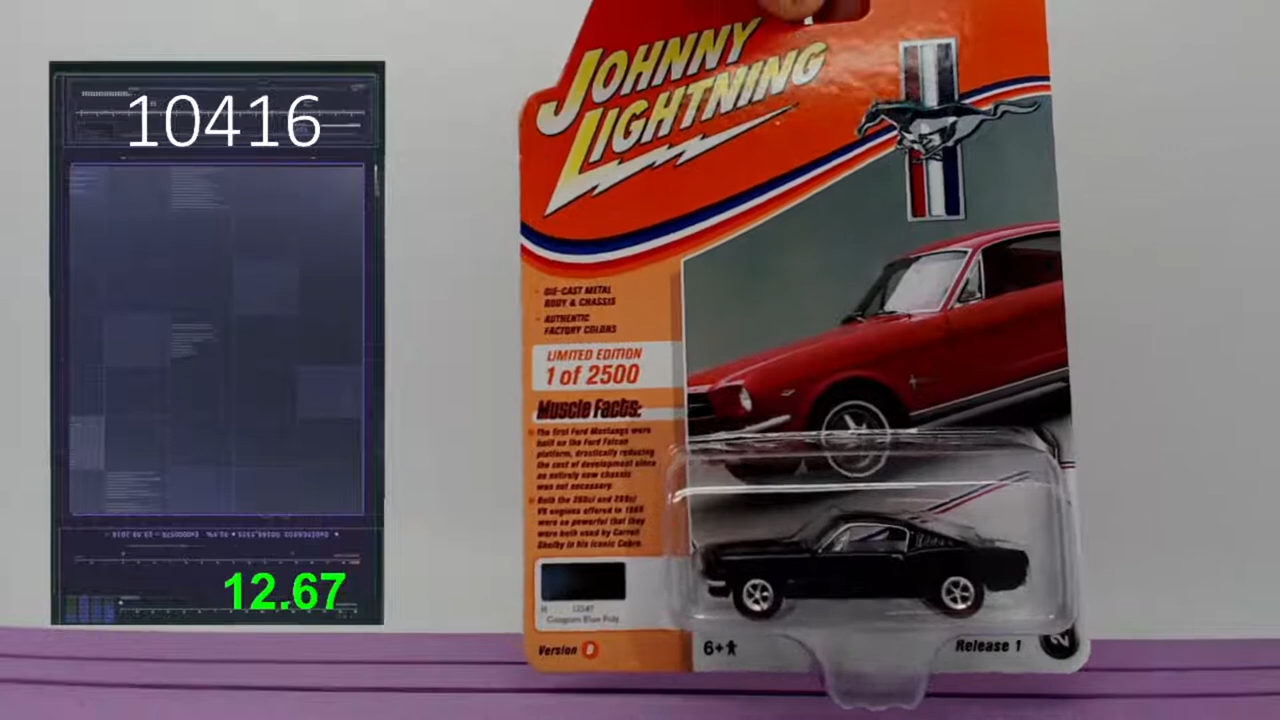 10416
12.67
JOHNNY
LIGHTNING
DIE-CAST METAL
BODY & CHASSIS
AUTHENTIC
FACTORY COLORS
LIMITED EDITION
1 of 2500
Muscle Facts:
The first Ford Mustangs were
built on the Ford Falcon
platform, drastically reducing
the cost of development since
an entirely new chassis
was not necessary.
Both the 260ci and 289ci
V8 engines offered in 1965
were so powerful that they
were both used by Carroll
Shelby in his iconic Cobra.
Blue Poly
Version B
6+
Release 1
2